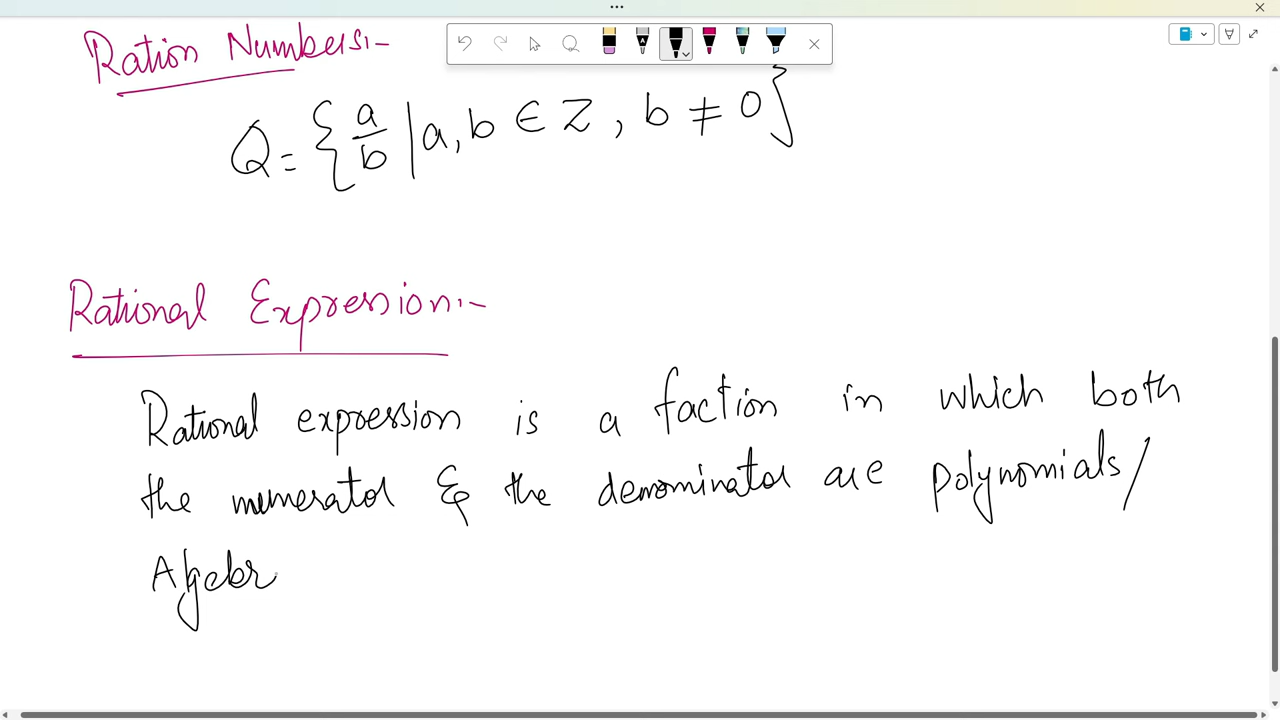 Ration Numbers:-
Q = { a/b | a, b ∈ Z , b ≠ 0 }
Rational Expression:-
Rational expression is a faction in which both
the numerator & the denominator are polynomials/
Algebr